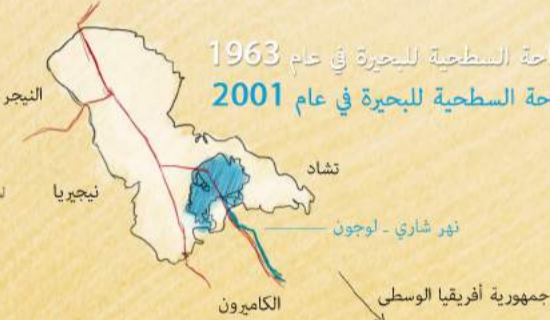 احة السطحية للبحيرة في عام 1963
حة السطحية للبحيرة في عام 2001
النيجر
تشاد
نيجيريا
نهر شاري - لوجون
جمهورية أفريقيا الوسطى
الكاميرون